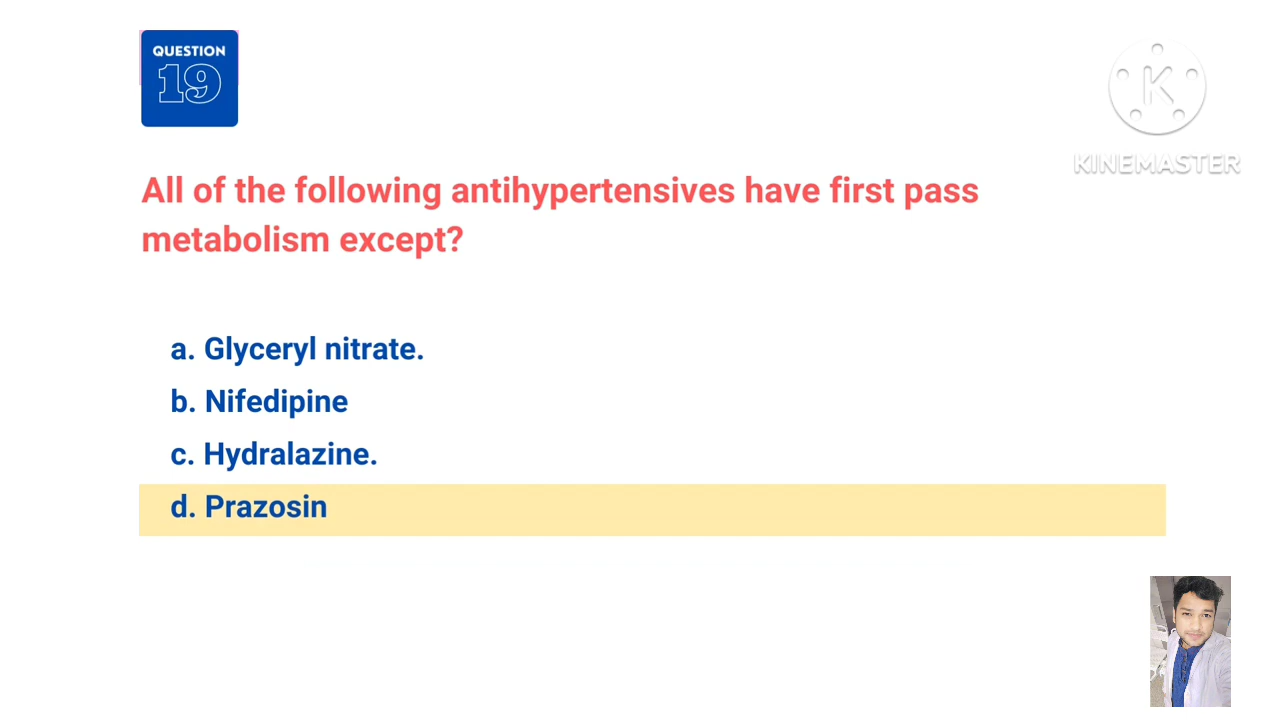 QUESTION
19
K
KINEMASTER
All of the following antihypertensives have first pass
metabolism except?
a. Glyceryl nitrate.
b. Nifedipine
c. Hydralazine.
d. Prazosin